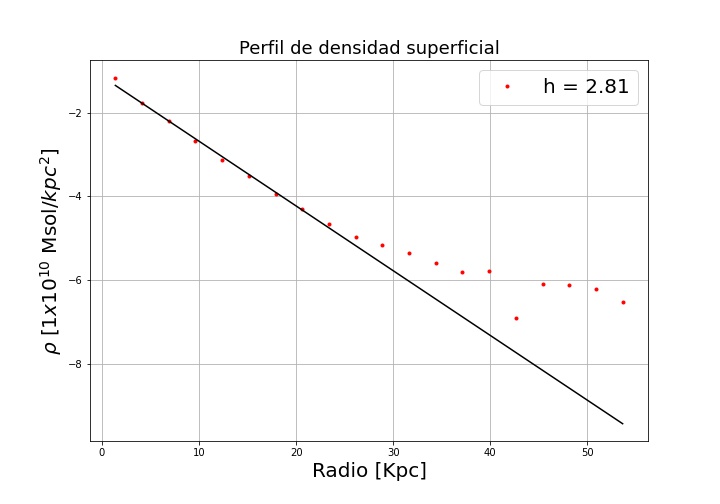 Perfil de densidad superficial
h = 2.81
ρ [1x10¹⁰ Msol/kpc²]
−2
−4
−6
−8
0 10 20 30 40 50
Radio [Kpc]